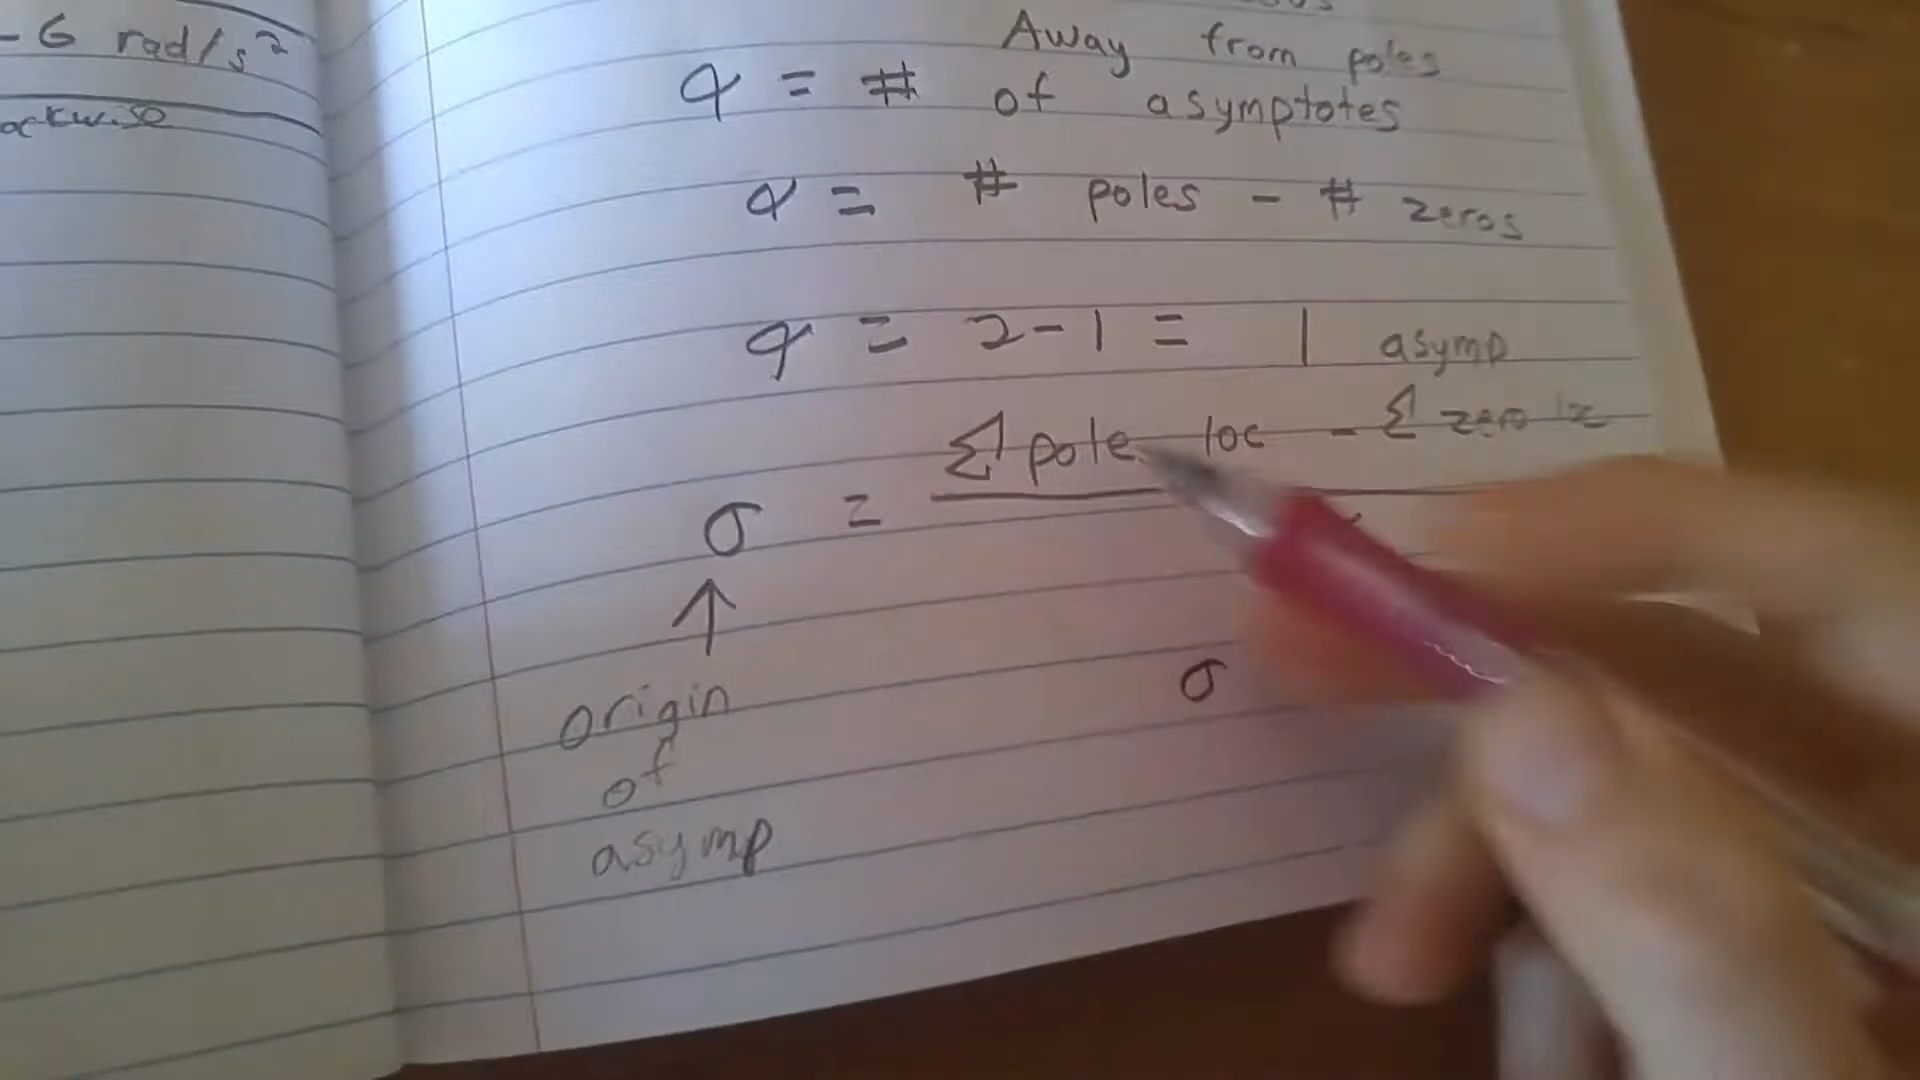 -6 rad/s²
ockwise
Away from poles
q = # of asymptotes
q = # poles - # zeros
q = 2-1 = 1 asymp
σ = Σ pole loc - Σ zero loc
↑
origin
of
asymp
σ